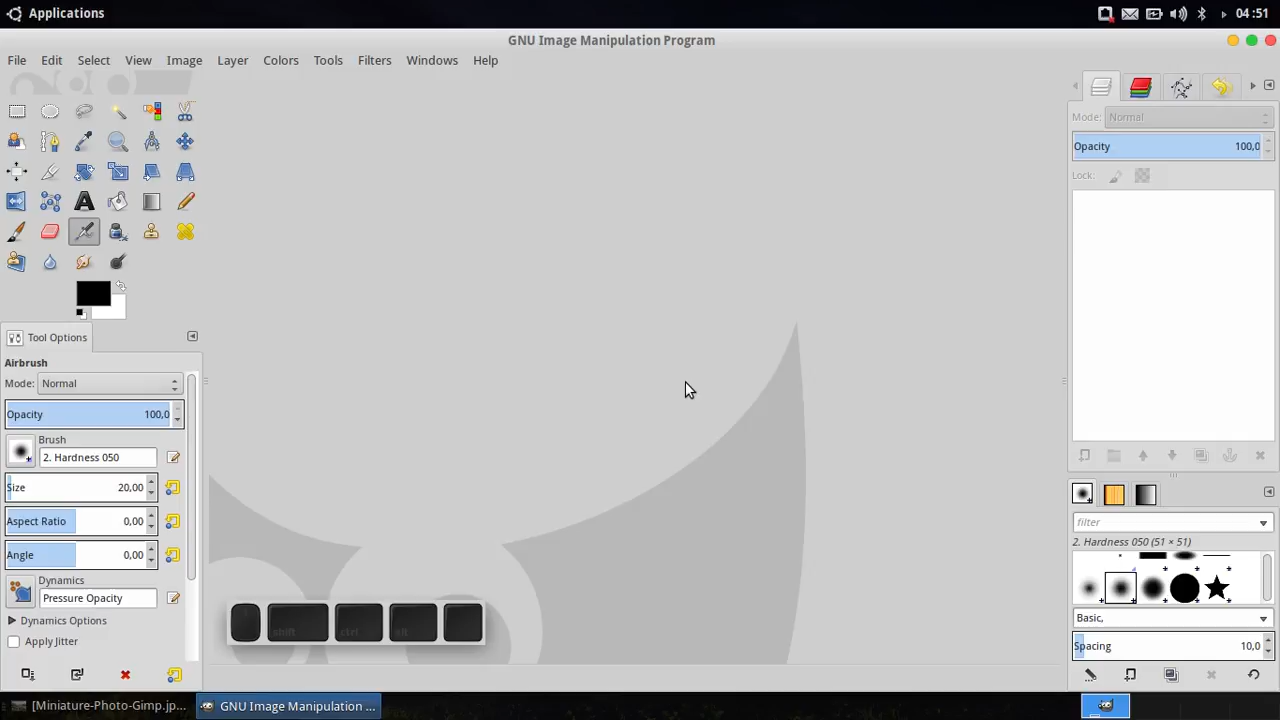 Applications
04:51
GNU Image Manipulation Program
File Edit Select View Image Layer Colors Tools Filters Windows Help
Mode: Normal
Opacity 100,0
Lock:
Tool Options
Airbrush
Mode: Normal
Opacity 100,0
Brush
2. Hardness 050
Size 20,00
Aspect Ratio 0,00
Angle 0,00
Dynamics
Pressure Opacity
Dynamics Options
Apply Jitter
shift ctrl alt
filter
2. Hardness 050 (51 × 51)
Basic,
Spacing 10,0
[Miniature-Photo-Gimp.jp...
GNU Image Manipulation ...